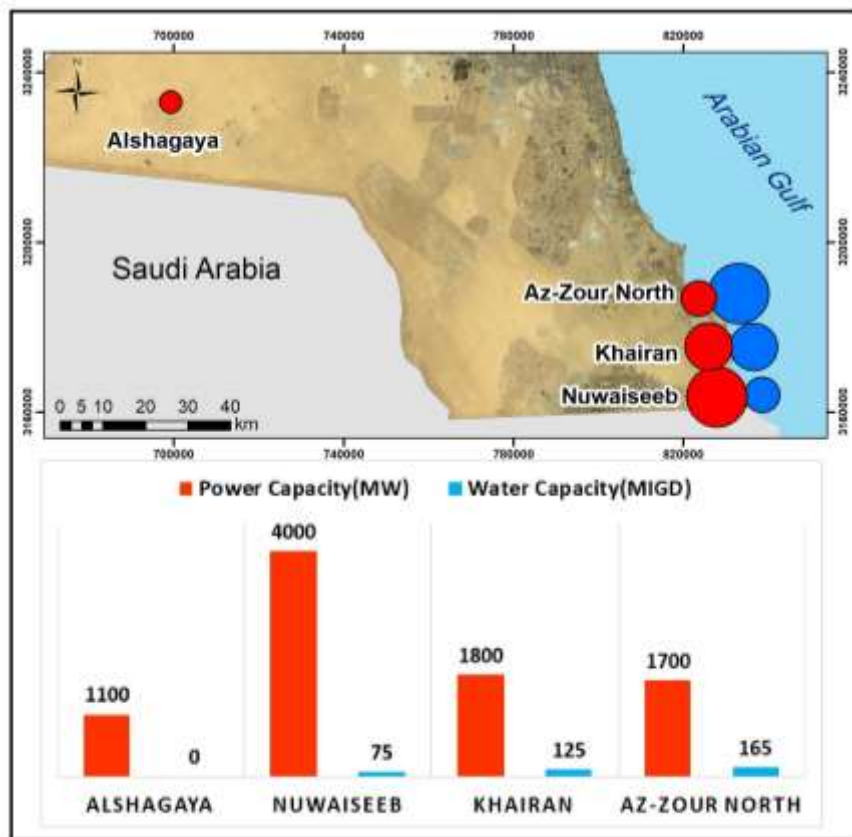 700000 740000 780000 820000
3240000 3240000
N
Alshagaya
Arabian Gulf
3200000 3200000
Saudi Arabia
Az-Zour North
Khairan
Nuwaiseeb
0 5 10 20 30 40
km
3160000 3160000
700000 740000 780000 820000
Power Capacity(MW) Water Capacity(MIGD)
4000
1800
1700
1100
0 75 125 165
ALSHAGAYA NUWAISEEB KHAIRAN AZ-ZOUR NORTH